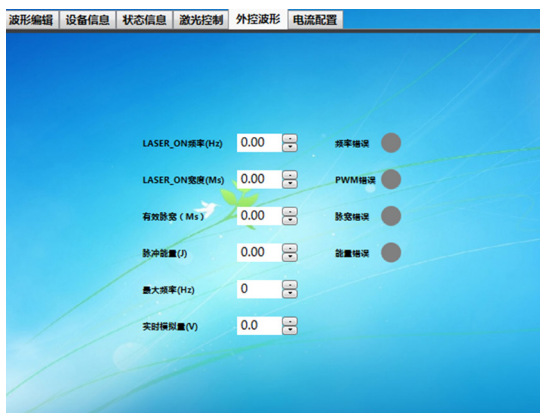 波形编辑 设备信息 状态信息 激光控制 外控波形 电流配置
LASER_ON频率(Hz) 0.00 频率错误
LASER_ON宽度(Ms) 0.00 PWM错误
有效脉宽（Ms） 0.00 脉宽错误
脉冲能量(J) 0.00 能量错误
最大频率(Hz) 0
实时模拟量(V) 0.0